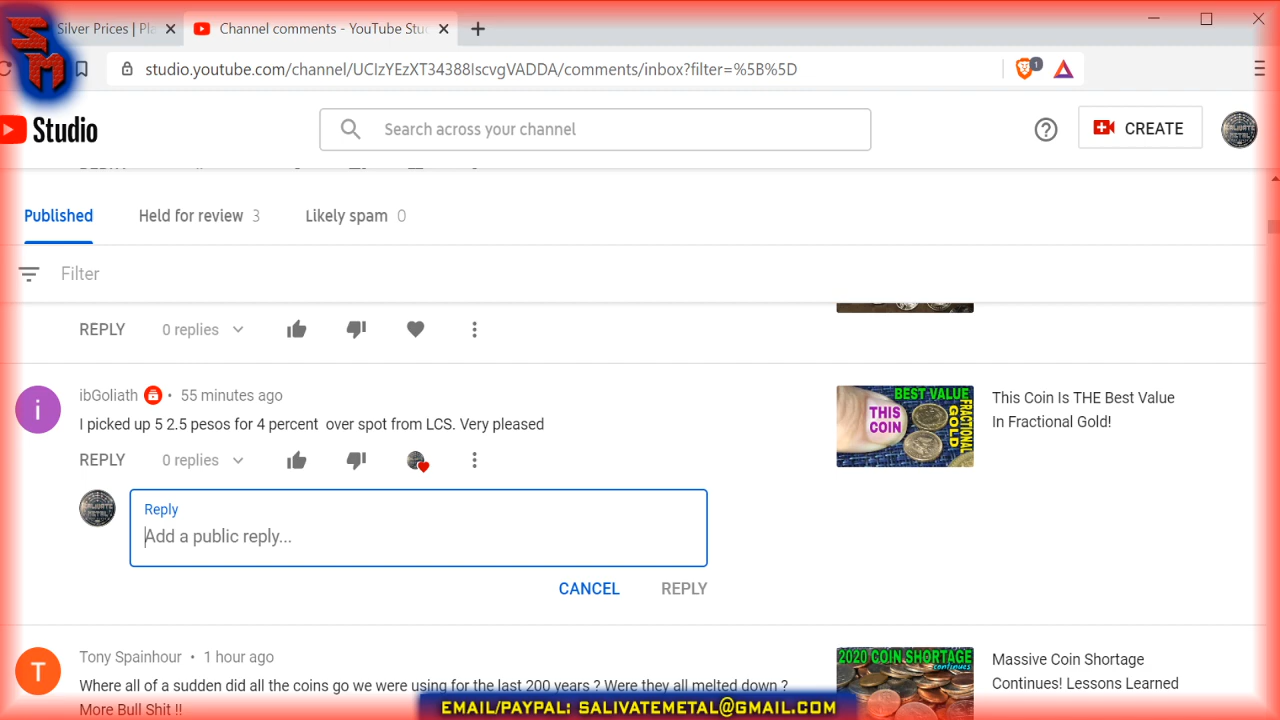 Silver Prices | Pla
Channel comments - YouTube Stu
SM
studio.youtube.com/channel/UCIzYEzXT34388IscvgVADDA/comments/inbox?filter=%5B%5D
1
Studio
Search across your channel
CREATE
Published
Held for review 3
Likely spam 0
Filter
REPLY
0 replies
ibGoliath • 55 minutes ago
I picked up 5 2.5 pesos for 4 percent over spot from LCS. Very pleased
BEST VALUE
THIS
COIN
FRACTIONAL
GOLD
This Coin Is THE Best Value
In Fractional Gold!
REPLY
0 replies
i
Reply
Add a public reply...
CANCEL
REPLY
Tony Spainhour • 1 hour ago
T
Where all of a sudden did all the coins go we were using for the last 200 years ? Were they all melted down ?
More Bull Shit !!
2020 COIN SHORTAGE
continues
Massive Coin Shortage
Continues! Lessons Learned
EMAIL/PAYPAL: SALIVATEMETAL@GMAIL.COM